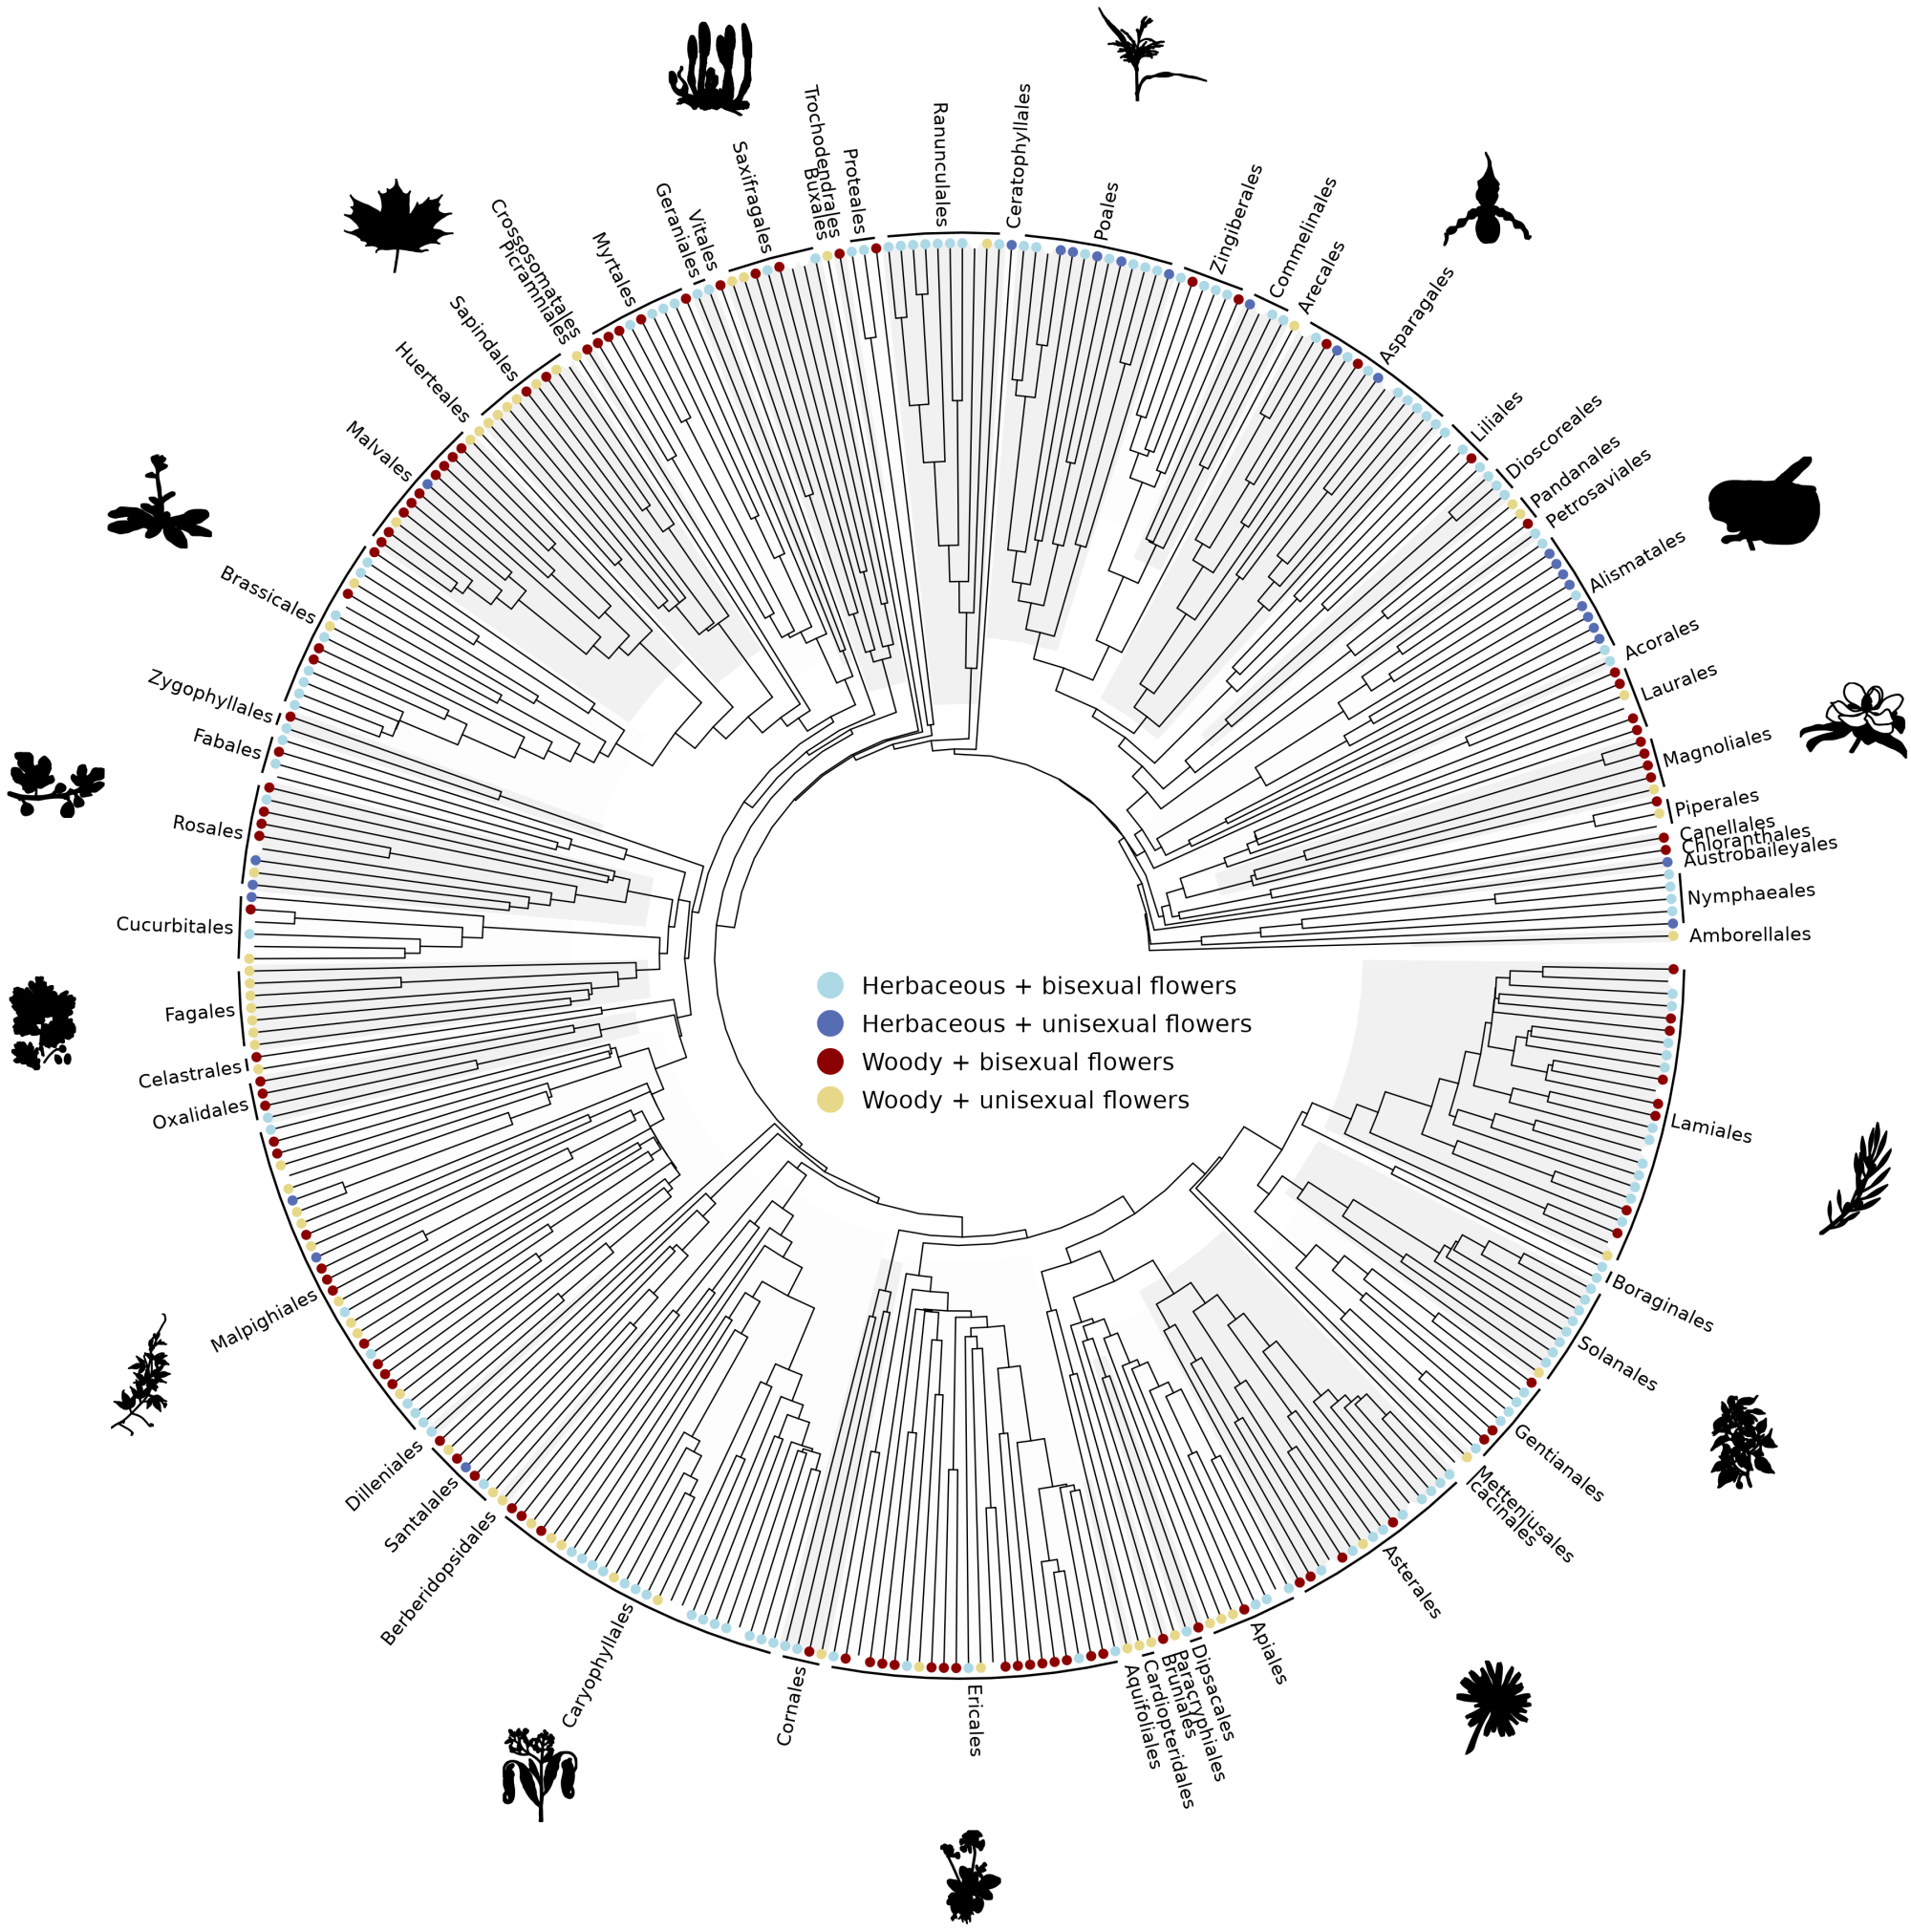 Ceratophyllales
Poales
Zingiberales
Commelinales
Arecales
Asparagales
Liliales
Dioscoreales
Pandanales
Petrosaviales
Alismatales
Acorales
Laurales
Magnoliales
Piperales
Canellales
Chloranthales
Austrobaileyales
Nymphaeales
Amborellales
Lamiales
Boraginales
Solanales
Gentianales
Metteniusales
Icacinales
Asterales
Apiales
Dipsacales
Paracryphiales
Bruniales
Cardiopteridales
Aquifoliales
Ericales
Cornales
Caryophyllales
Berberidopsidales
Santalales
Dilleniales
Malpighiales
Oxalidales
Celastrales
Fagales
Cucurbitales
Rosales
Fabales
Zygophyllales
Brassicales
Malvales
Huerteales
Sapindales
Picramniales
Crossosomatales
Myrtales
Geraniales
Vitales
Saxifragales
Buxales
Trochodendrales
Proteales
Ranunculales
Herbaceous + bisexual flowers
Herbaceous + unisexual flowers
Woody + bisexual flowers
Woody + unisexual flowers